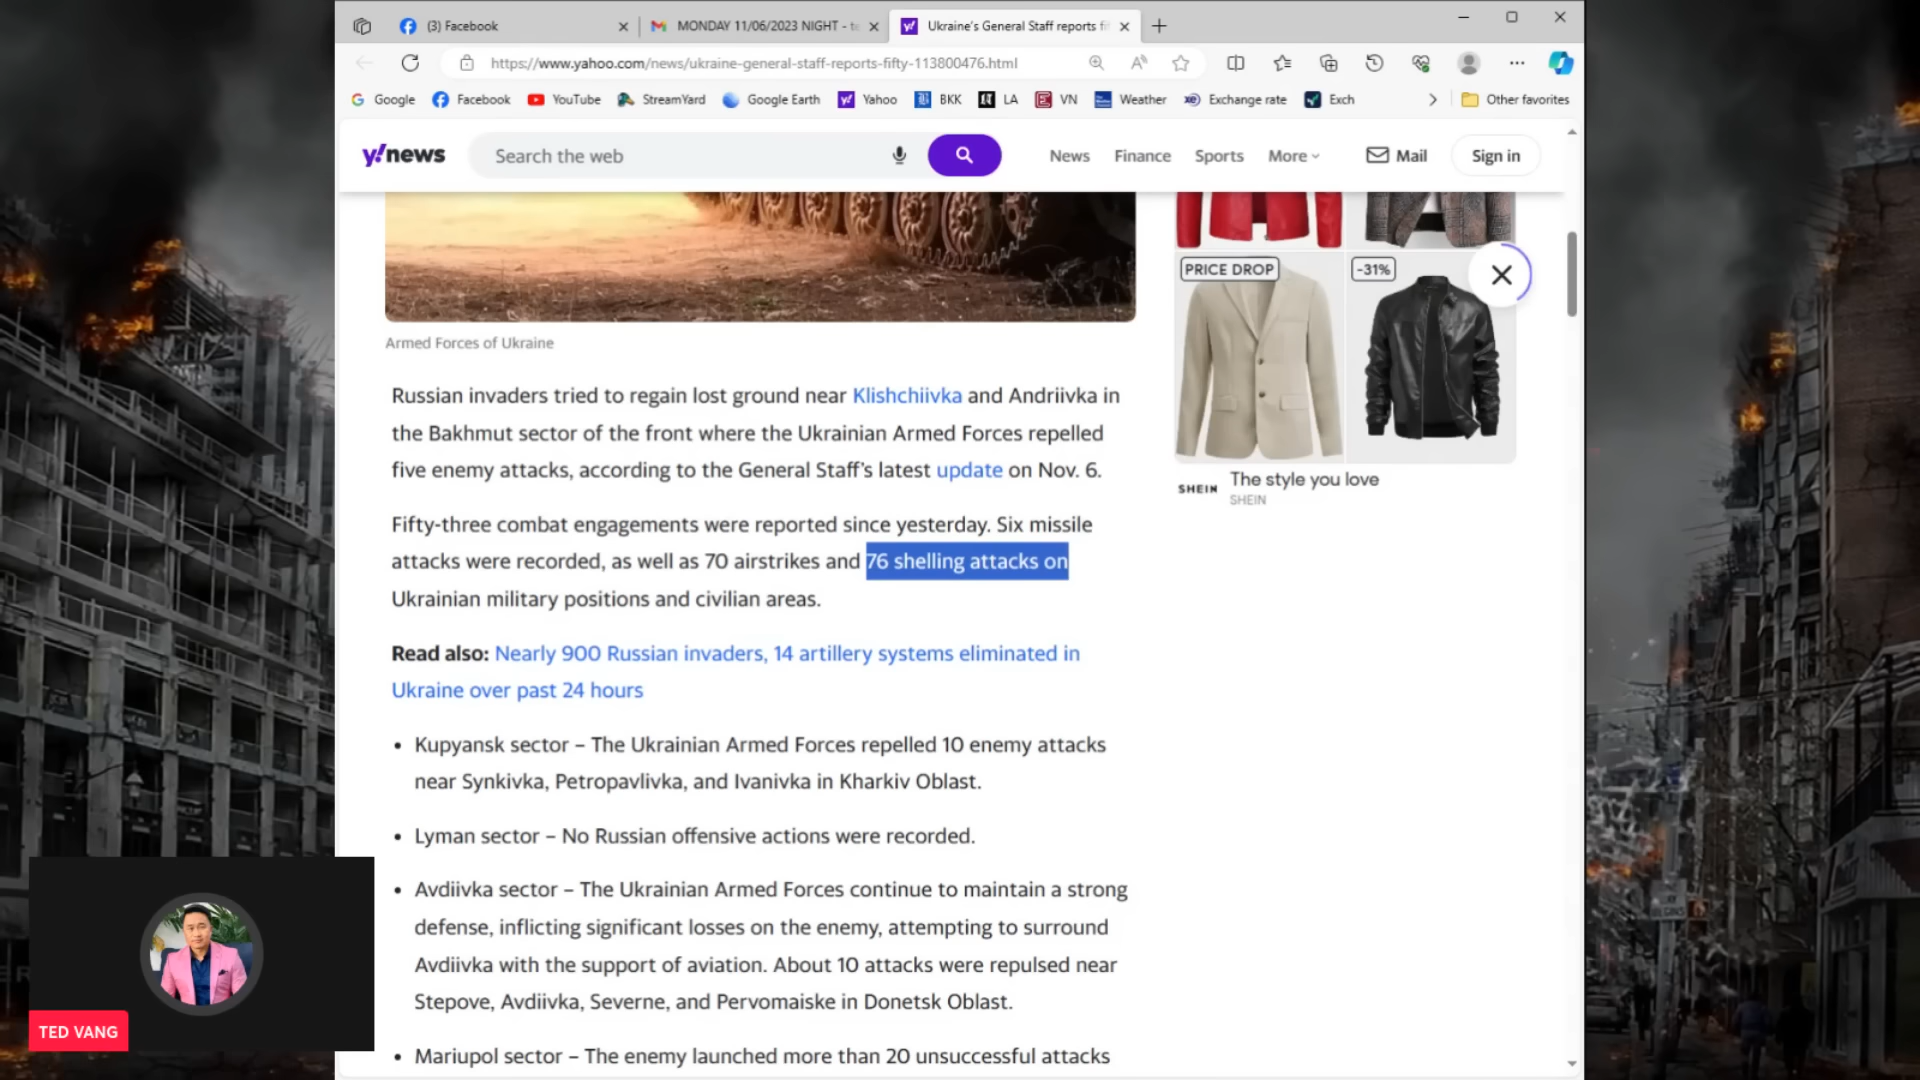 (3) Facebook
MONDAY 11/06/2023 NIGHT - te
Ukraine's General Staff reports fif
https://www.yahoo.com/news/ukraine-general-staff-reports-fifty-113800476.html
Google
Facebook
YouTube
StreamYard
Google Earth
Yahoo
BKK
LA
VN
Weather
Exchange rate
Exch
Other favorites
y!news
Search the web
News
Finance
Sports
More
Mail
Sign in
PRICE DROP
-31%
Armed Forces of Ukraine
Russian invaders tried to regain lost ground near Klishchiivka and Andriivka in
the Bakhmut sector of the front where the Ukrainian Armed Forces repelled
five enemy attacks, according to the General Staff's latest update on Nov. 6.
SHEIN
The style you love
SHEIN
Fifty-three combat engagements were reported since yesterday. Six missile
attacks were recorded, as well as 70 airstrikes and 76 shelling attacks on
Ukrainian military positions and civilian areas.
Read also: Nearly 900 Russian invaders, 14 artillery systems eliminated in
Ukraine over past 24 hours
• Kupyansk sector – The Ukrainian Armed Forces repelled 10 enemy attacks
near Synkivka, Petropavlivka, and Ivanivka in Kharkiv Oblast.
• Lyman sector – No Russian offensive actions were recorded.
• Avdiivka sector – The Ukrainian Armed Forces continue to maintain a strong
defense, inflicting significant losses on the enemy, attempting to surround
Avdiivka with the support of aviation. About 10 attacks were repulsed near
Stepove, Avdiivka, Severne, and Pervomaiske in Donetsk Oblast.
• Mariupol sector – The enemy launched more than 20 unsuccessful attacks
TED VANG